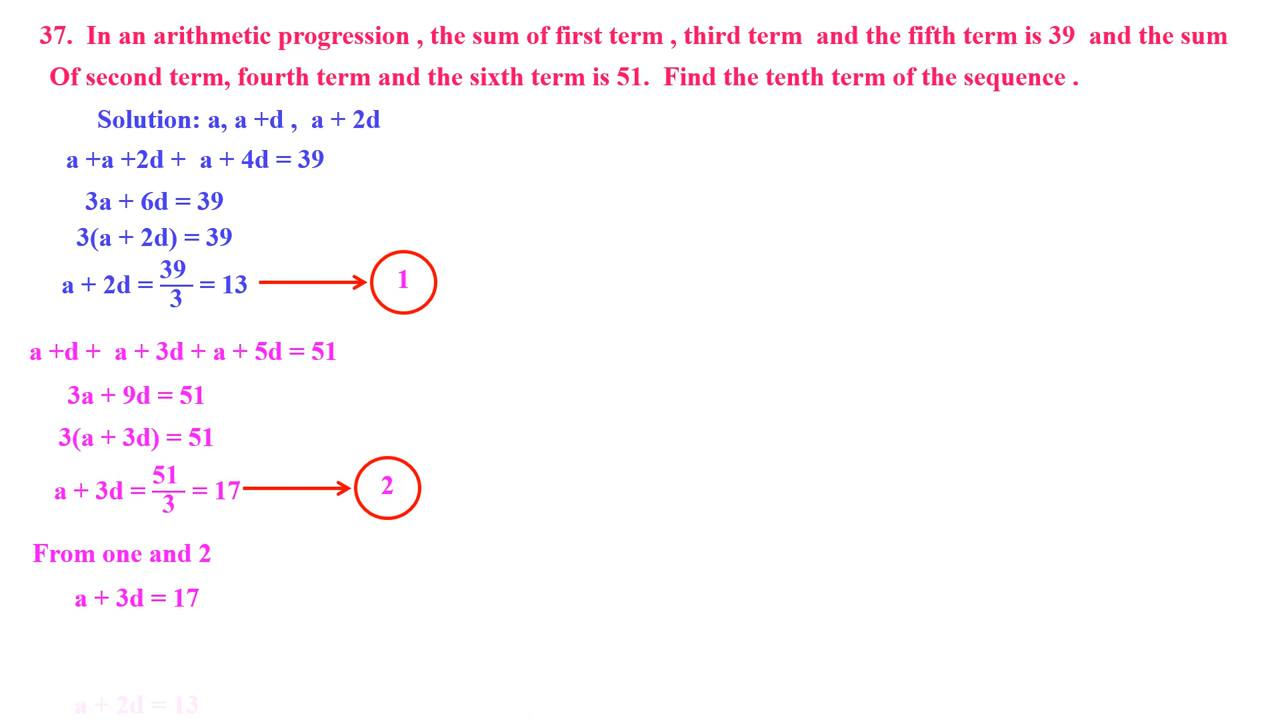 37.  In an arithmetic progression , the sum of first term , third term  and the fifth term is 39  and the sum
Of second term, fourth term and the sixth term is 51.  Find the tenth term of the sequence .
Solution: a, a +d ,  a + 2d
a +a +2d +  a + 4d = 39
3a + 6d = 39
3(a + 2d) = 39
a + 2d = 39/3 = 13
1
a +d +  a + 3d + a + 5d = 51
3a + 9d = 51
3(a + 3d) = 51
a + 3d = 51/3 = 17
2
From one and 2
a + 3d = 17
a + 2d = 13